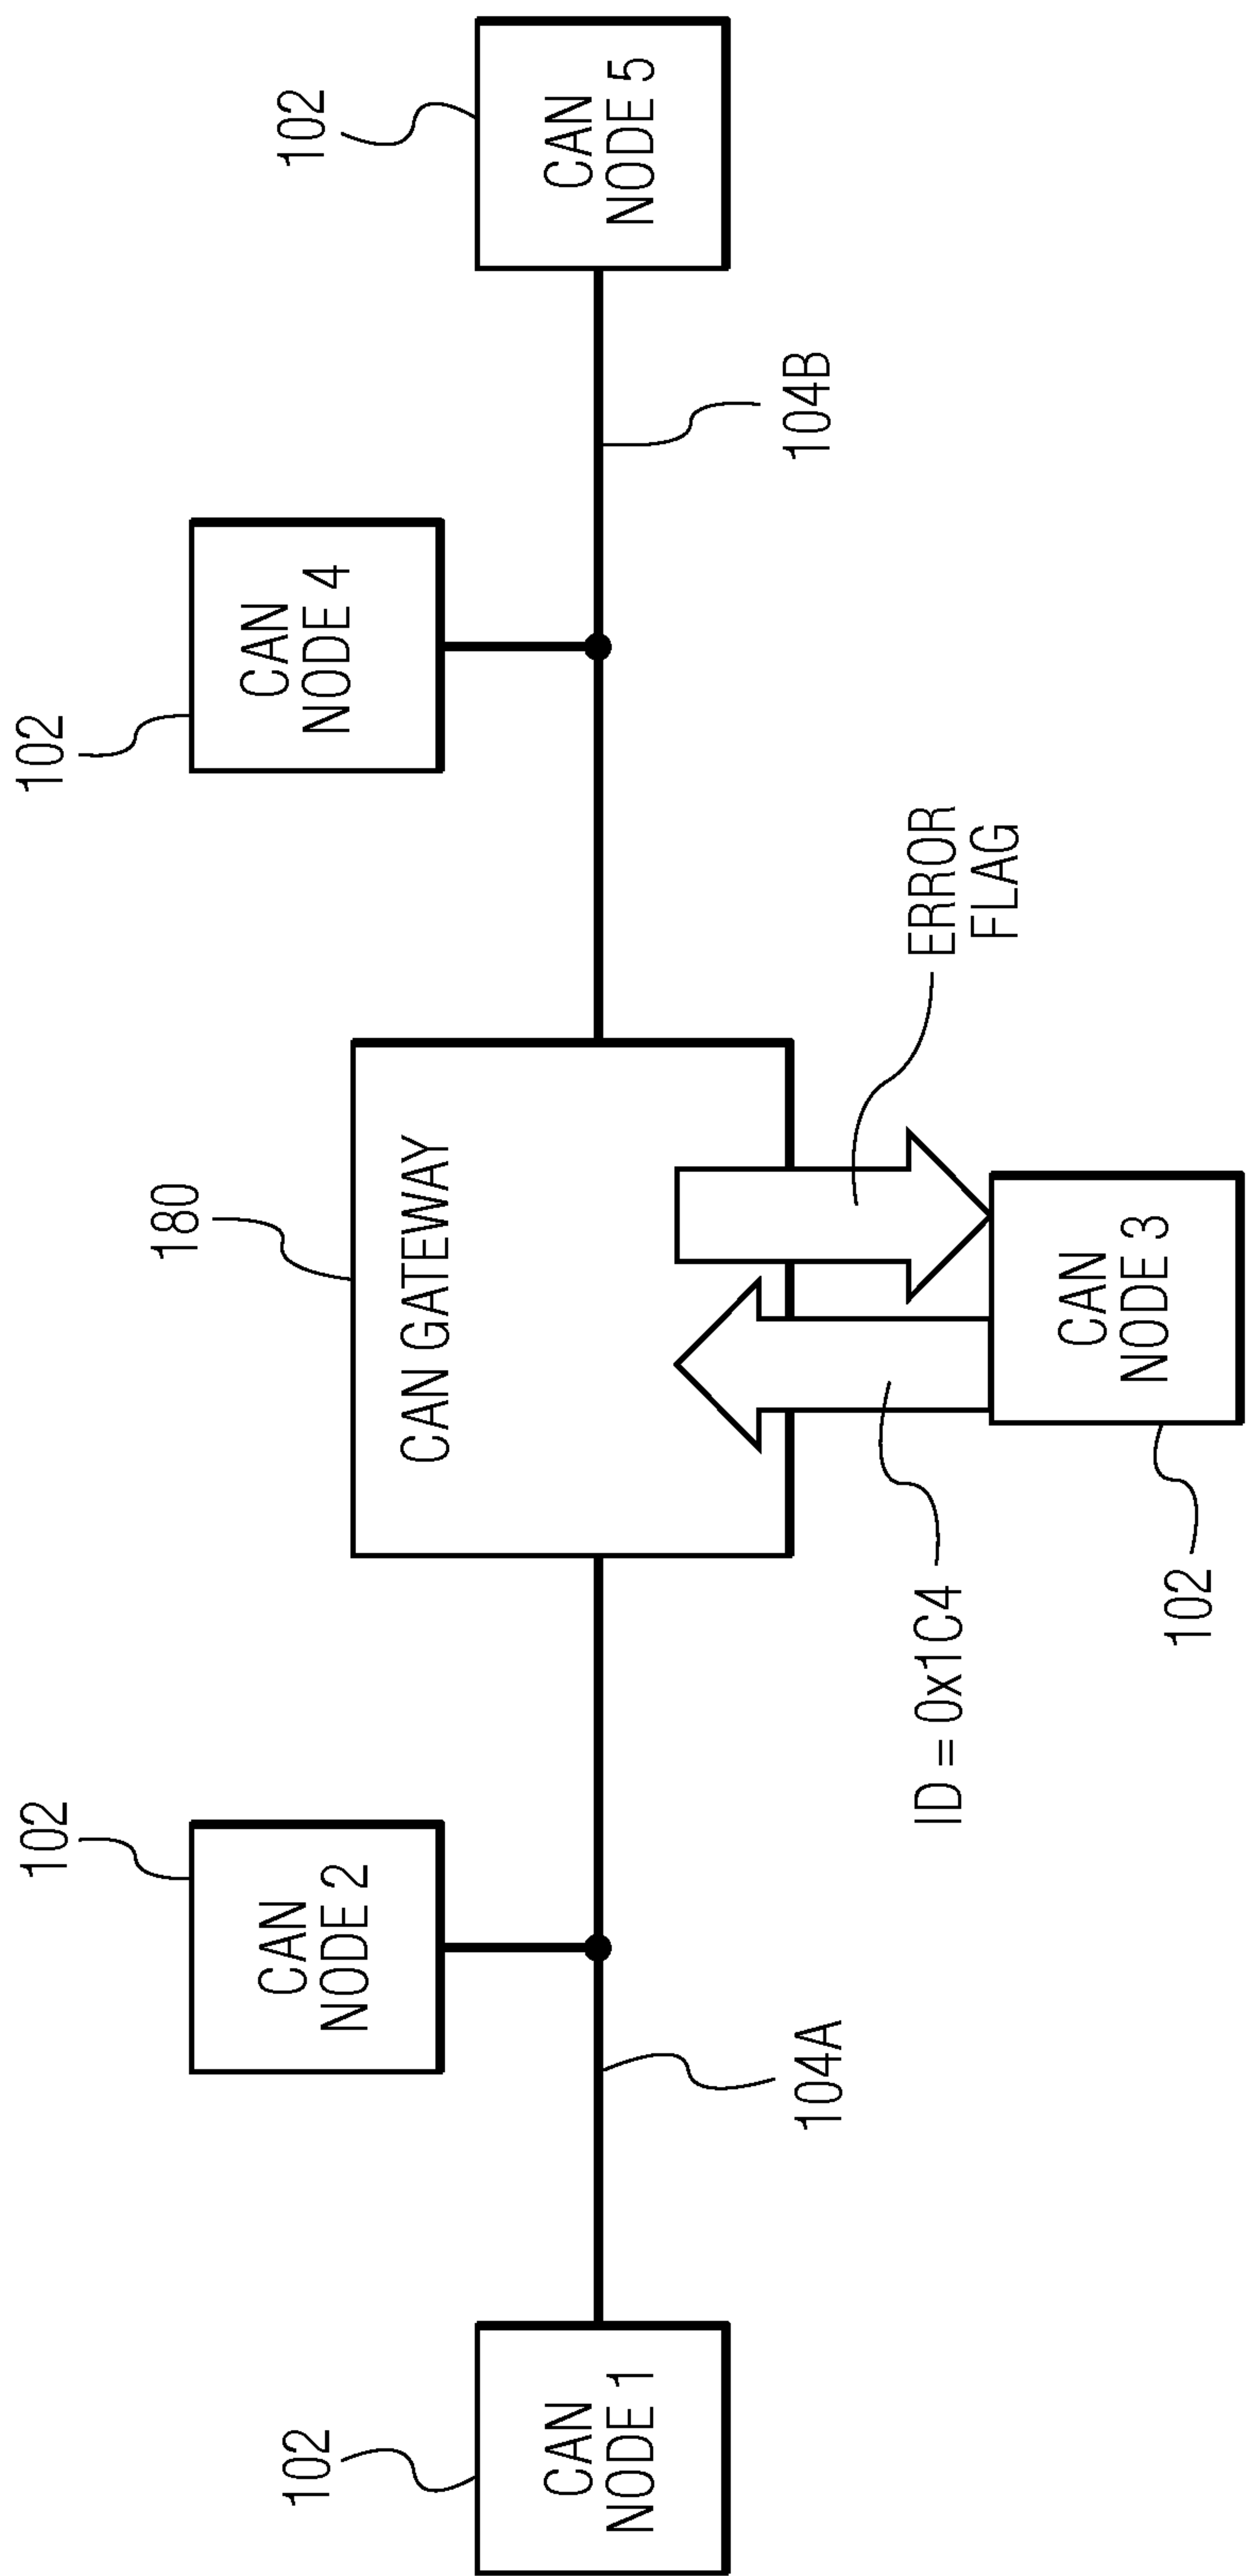 102
CAN
NODE 2
102
CAN
NODE 4
180
CAN GATEWAY
102
CAN
NODE 1
102
CAN
NODE 5
104A
104B
ID = 0x1C4
ERROR
FLAG
102
CAN
NODE 3